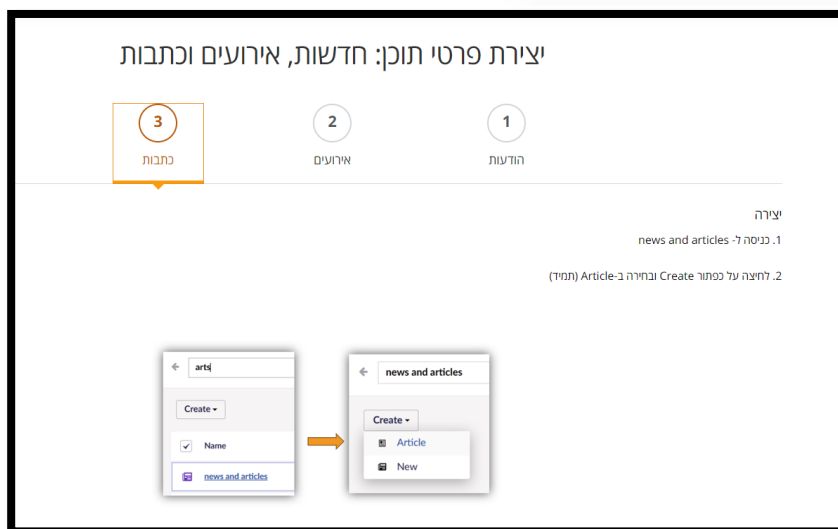 יצירת פרטי תוכן: חדשות, אירועים וכתבות
1
2
3
הודעות
אירועים
כתבות
יצירה
1. כניסה ל- news and articles
2. לחיצה על כפתור Create ובחירה ב-Article (תמיד)
arts
Create
Name
news and articles
news and articles
Create
Article
New